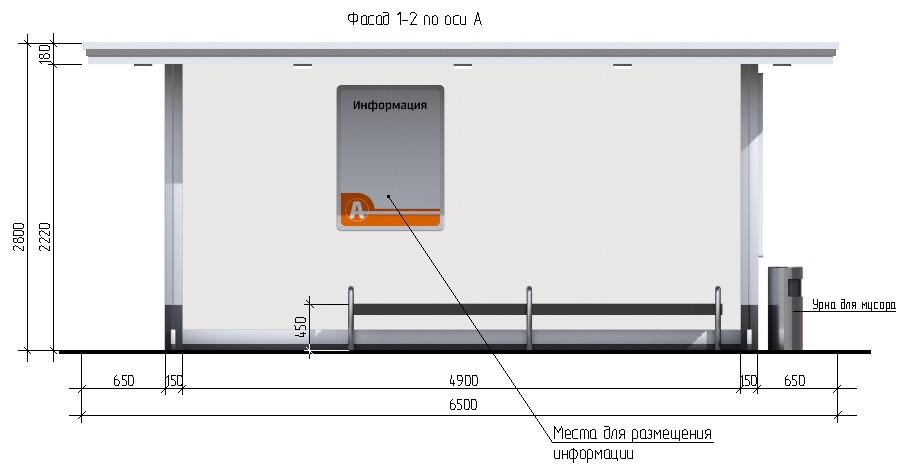 Фасад 1-2 по оси А
180
Информация
А
2800
2220
450
Урна для мусора
650
150
4900
150
650
6500
Места для размещения
информации